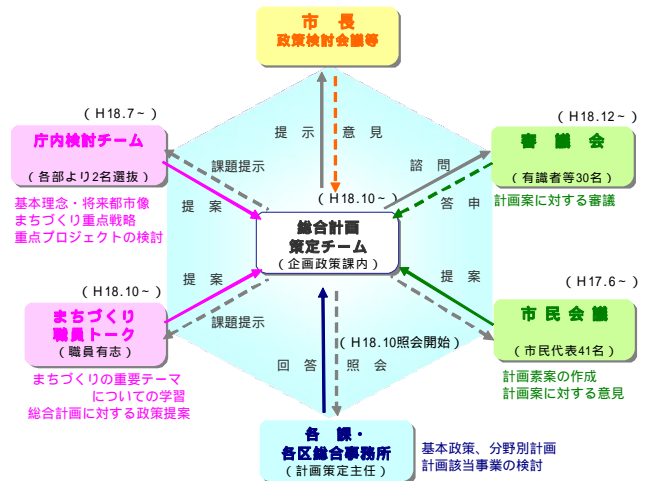 市　長
政策検討会議等
（H18.7～）
庁内検討チーム
（各部より2名選抜）
基本理念・将来都市像
まちづくり重点戦略
重点プロジェクトの検討
（H18.12～）
審　議　会
（有識者等30名）
計画案に対する審議
提　示
意　見
課題提示
提　案
諮　問
答　申
（H18.10～）
総合計画
策定チーム
（企画政策課内）
（H18.10～）
まちづくり
職員トーク
（職員有志）
まちづくりの重要テーマ
についての学習
総合計画に対する政策提案
提　案
課題提示
提　案
（H17.6～）
市民会議
（市民代表41名）
計画素案の作成
計画案に対する意見
（H18.10照会開始）
回　答
照　会
各　課・
各区総合事務所
（計画策定主任）
基本政策、分野別計画
計画該当事業の検討